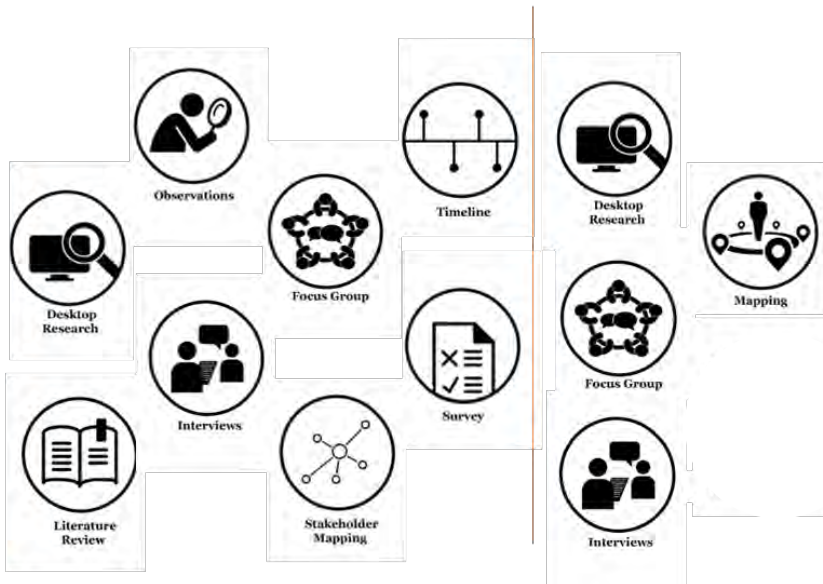 Observations
Timeline
Desktop
Research
Mapping
Desktop
Research
Focus Group
Interviews
Survey
Focus Group
Literature
Review
Stakeholder
Mapping
Interviews